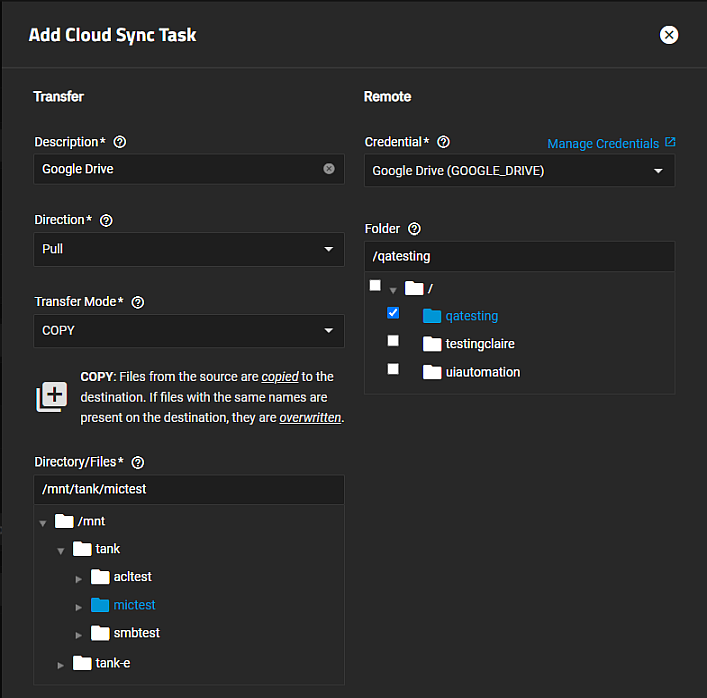 Add Cloud Sync Task
Transfer
Description*
Google Drive
Direction*
Pull
Transfer Mode*
COPY
COPY: Files from the source are copied to the
destination. If files with the same names are
present on the destination, they are overwritten.
Directory/Files*
/mnt/tank/mictest
/mnt
tank
acltest
mictest
smbtest
tank-e
Remote
Credential*
Manage Credentials
Google Drive (GOOGLE_DRIVE)
Folder
/qatesting
/
qatesting
testingclaire
uiautomation